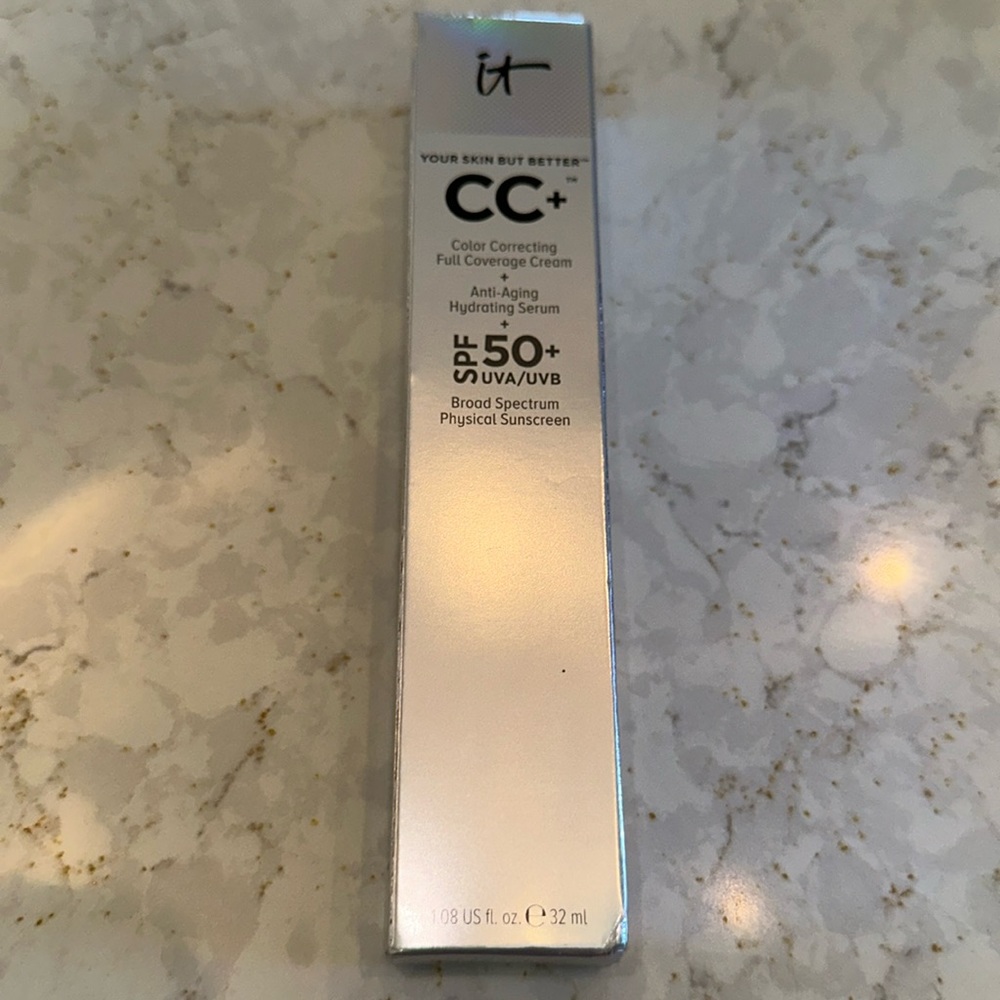 it
YOUR SKIN BUT BETTER™
CC+™
Color Correcting
Full Coverage Cream
+
Anti-Aging
Hydrating Serum
+
SPF 50+
UVA/UVB
Broad Spectrum
Physical Sunscreen
1.08 US fl. oz. ℮ 32 ml